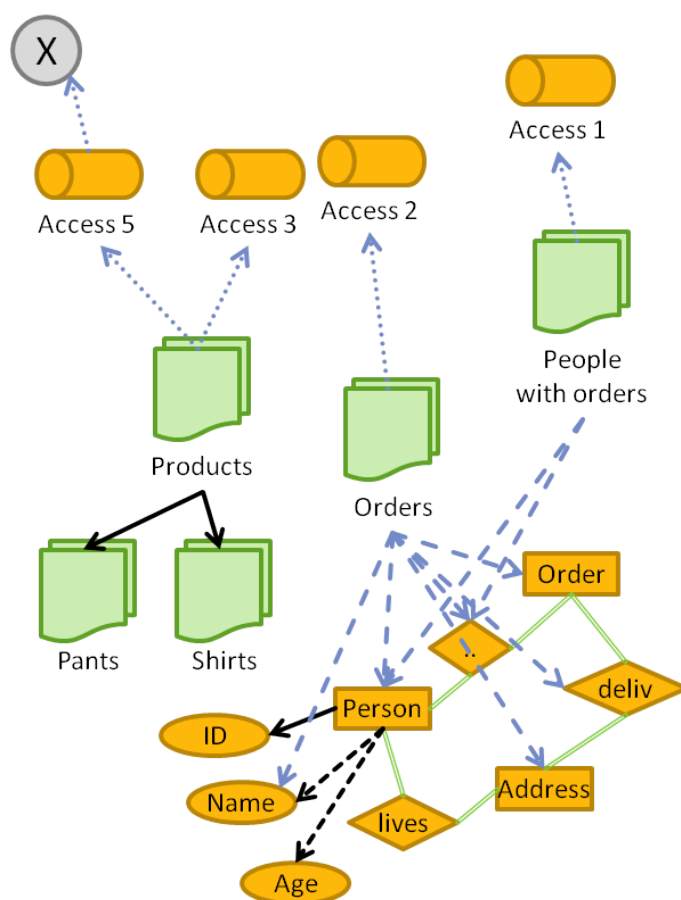 X
Access 1
Access 5
Access 3
Access 2
People
with orders
Products
Orders
Order
Pants
Shirts
..
deliv
Person
ID
Name
Address
lives
Age